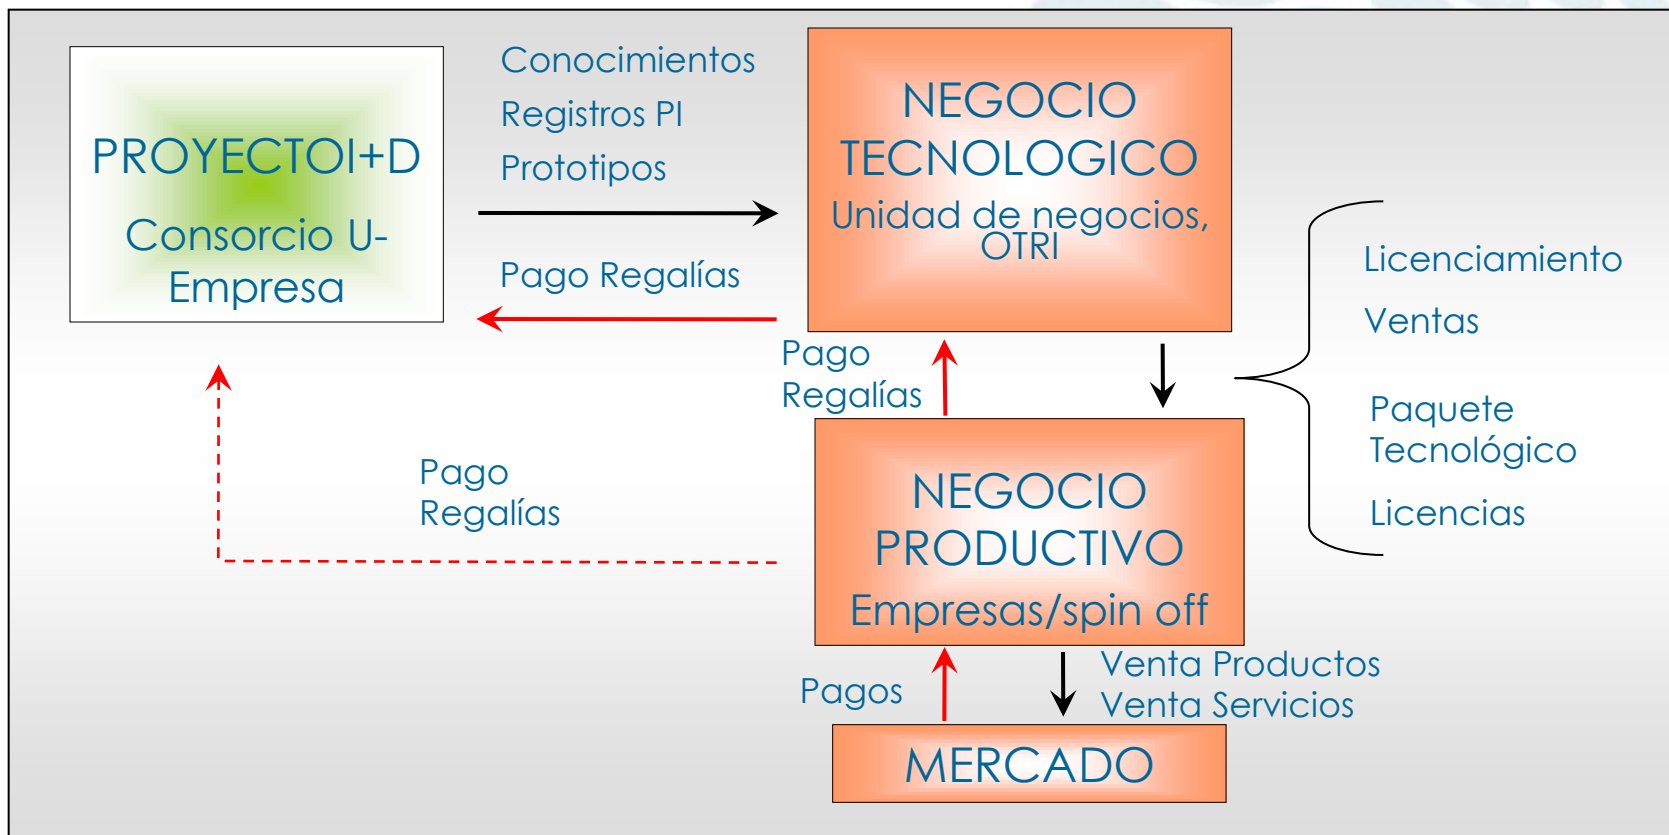 PROYECTOI+D
Consorcio U-
Empresa
Conocimientos
Registros PI
Prototipos
Pago Regalías
NEGOCIO
TECNOLOGICO
Unidad de negocios,
OTRI
Licenciamiento
Ventas
Paquete
Tecnológico
Licencias
Pago
Regalías
Pago
Regalías
NEGOCIO
PRODUCTIVO
Empresas/spin off
Pagos
Venta Productos
Venta Servicios
MERCADO